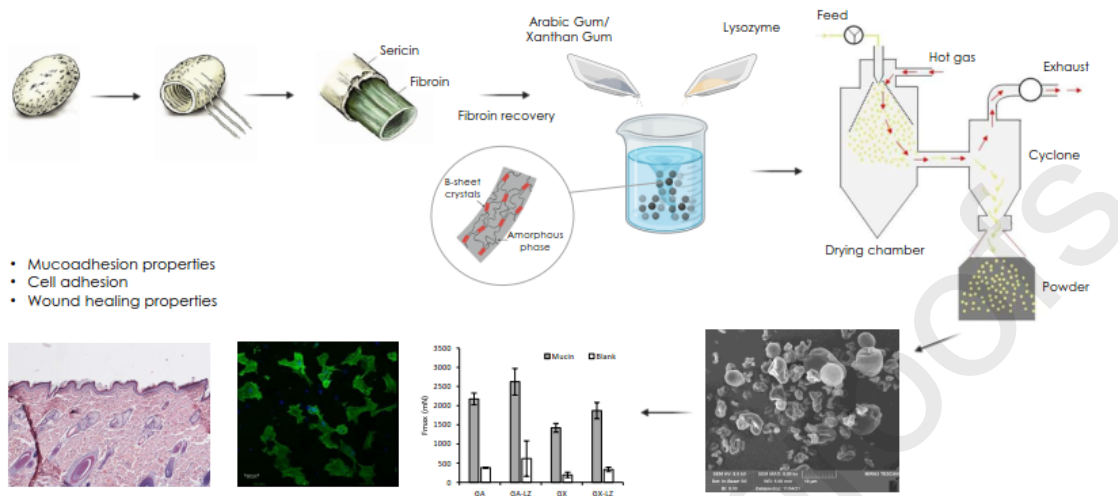 Arabic Gum/
Xanthan Gum
Lysozyme
Feed
Hot gas
Exhaust
Sericin
Fibroin
Fibroin recovery
Cyclone
B-sheet
crystals
Amorphous
phase
Drying chamber
Powder
• Mucoadhesion properties
• Cell adhesion
• Wound healing properties
Mucin
Blank
Fmax (mN)
3500
3000
2500
2000
1500
1000
500
0
GA
GA-LZ
GX
GX-LZ